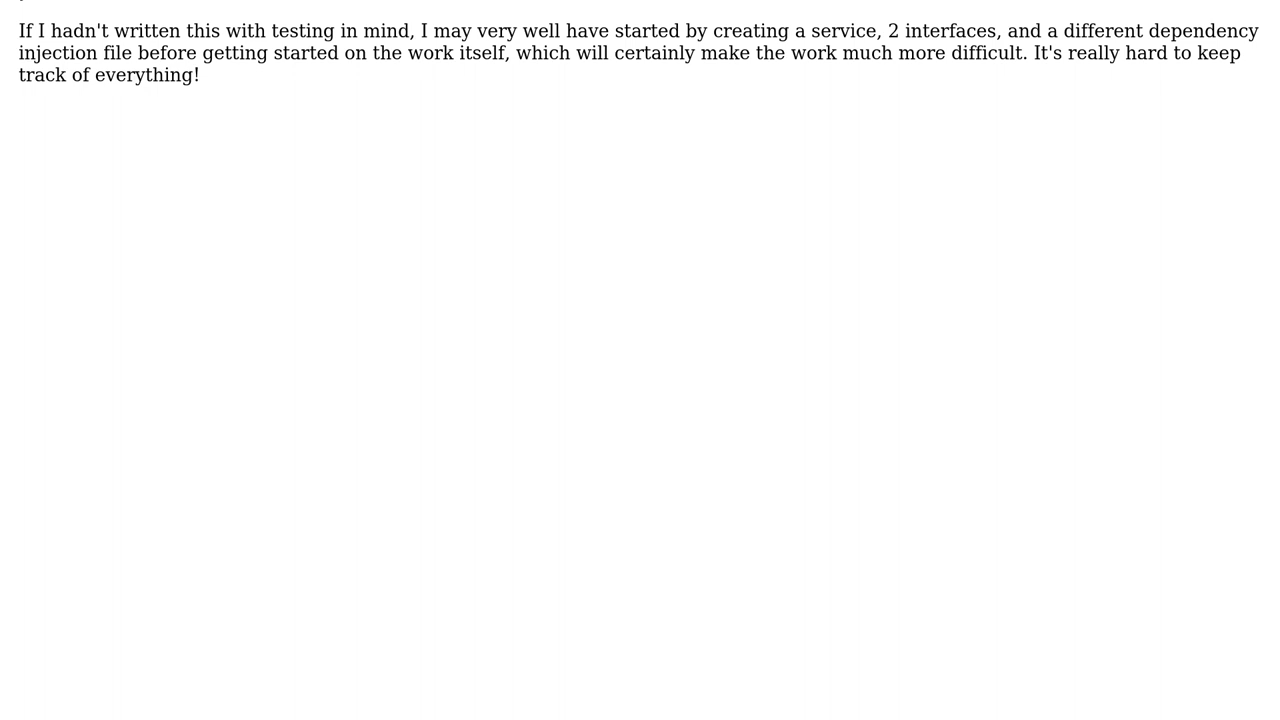 If I hadn't written this with testing in mind, I may very well have started by creating a service, 2 interfaces, and a different dependency
injection file before getting started on the work itself, which will certainly make the work much more difficult. It's really hard to keep
track of everything!